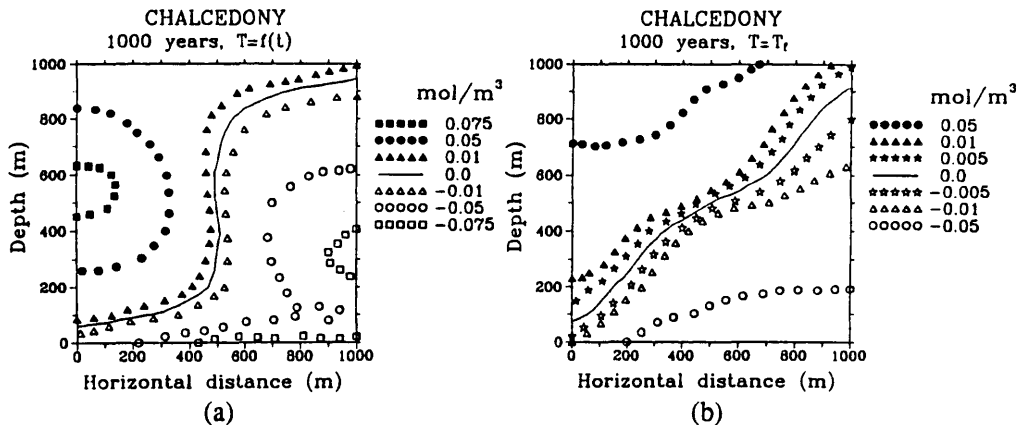 CHALCEDONY
1000 years, T=f(t)
Depth (m)
1000
800
600
400
200
0
0 200 400 600 800 1000
Horizontal distance (m)
(a)
mol/m³
0.075
0.05
0.01
0.0
-0.01
-0.05
-0.075
CHALCEDONY
1000 years, T=Tf
Depth (m)
1000
800
600
400
200
0
0 200 400 600 800 1000
Horizontal distance (m)
(b)
mol/m³
0.05
0.01
0.005
0.0
-0.005
-0.01
-0.05